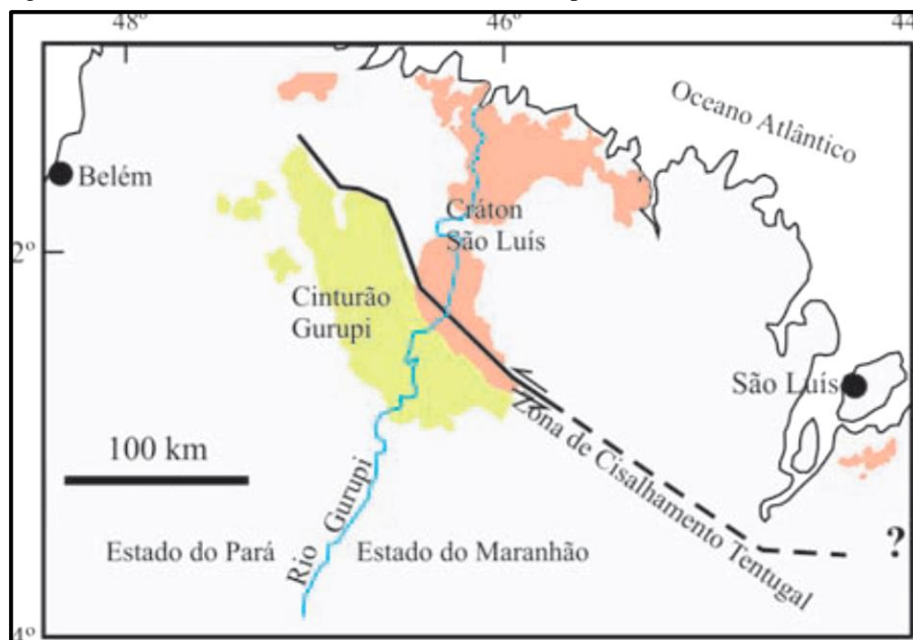 48°
46°
44
Oceano Atlântico
Belém
Cráton
São Luís
2°
Cinturão
Gurupi
São Luís
Zona de Cisalhamento Tentugal
100 km
Rio Gurupi
?
Estado do Pará
Estado do Maranhão
4°